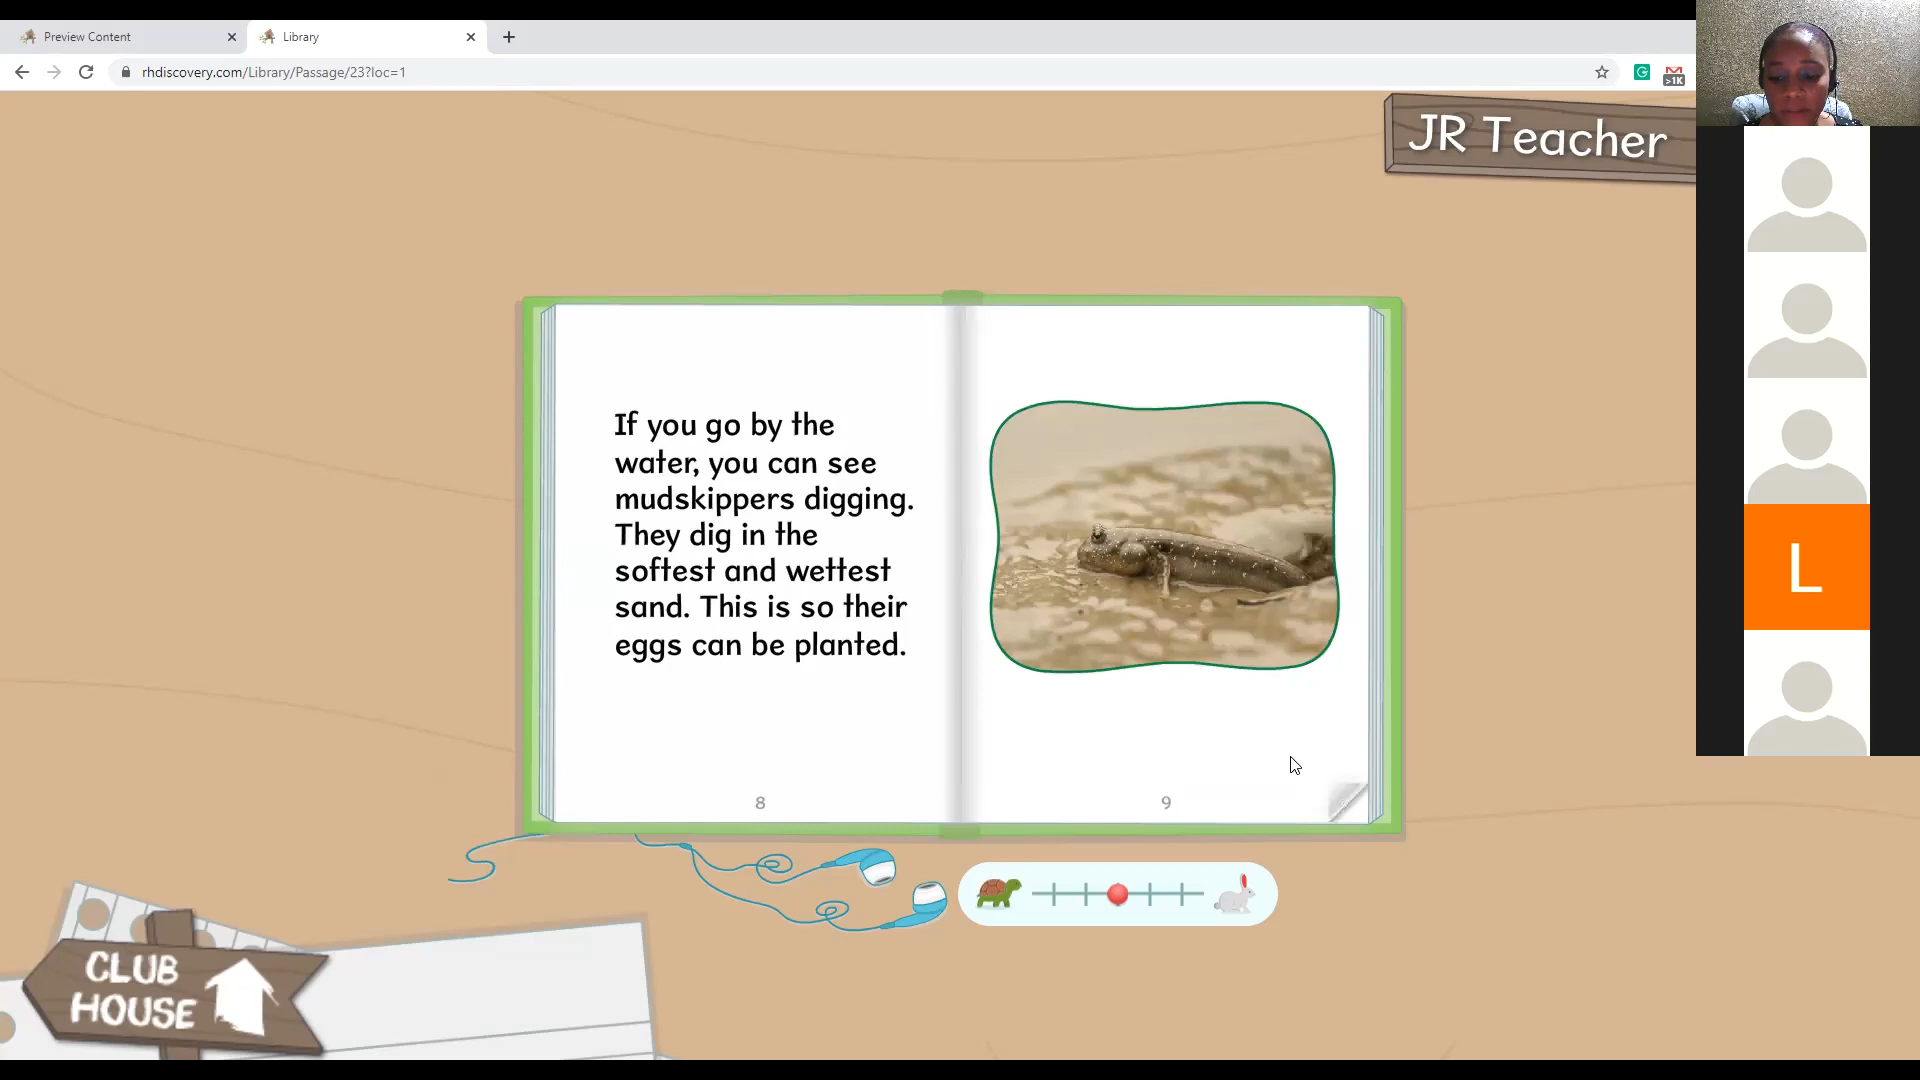 Preview Content
Library
rhdiscovery.com/Library/Passage/23?loc=1
>1K
JR Teacher
If you go by the
water, you can see
mudskippers digging.
They dig in the
softest and wettest
sand. This is so their
eggs can be planted.
8
9
L
CLUB
HOUSE